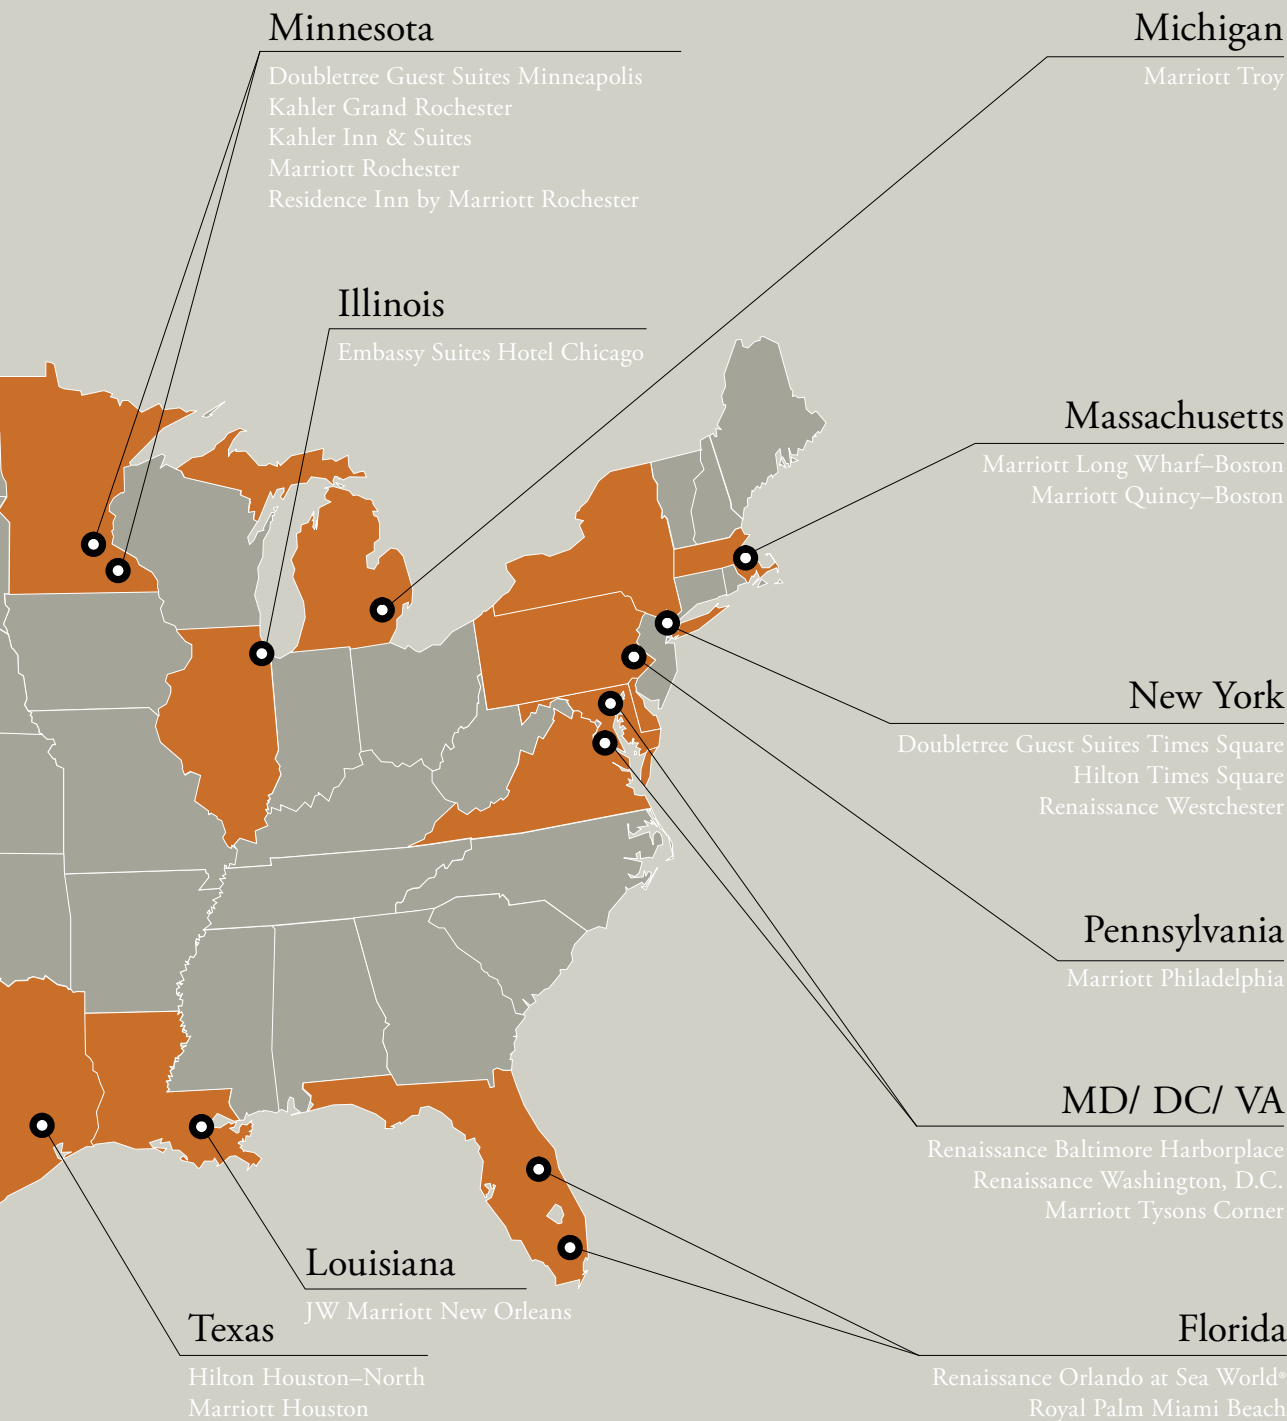 Minnesota
Doubletree Guest Suites Minneapolis
Kahler Grand Rochester
Kahler Inn & Suites
Marriott Rochester
Residence Inn by Marriott Rochester
Michigan
Marriott Troy
Illinois
Embassy Suites Hotel Chicago
Massachusetts
Marriott Long Wharf–Boston
Marriott Quincy–Boston
New York
Doubletree Guest Suites Times Square
Hilton Times Square
Renaissance Westchester
Pennsylvania
Marriott Philadelphia
MD/ DC/ VA
Renaissance Baltimore Harborplace
Renaissance Washington, D.C.
Marriott Tysons Corner
Louisiana
JW Marriott New Orleans
Texas
Hilton Houston–North
Marriott Houston
Florida
Renaissance Orlando at Sea World®
Royal Palm Miami Beach